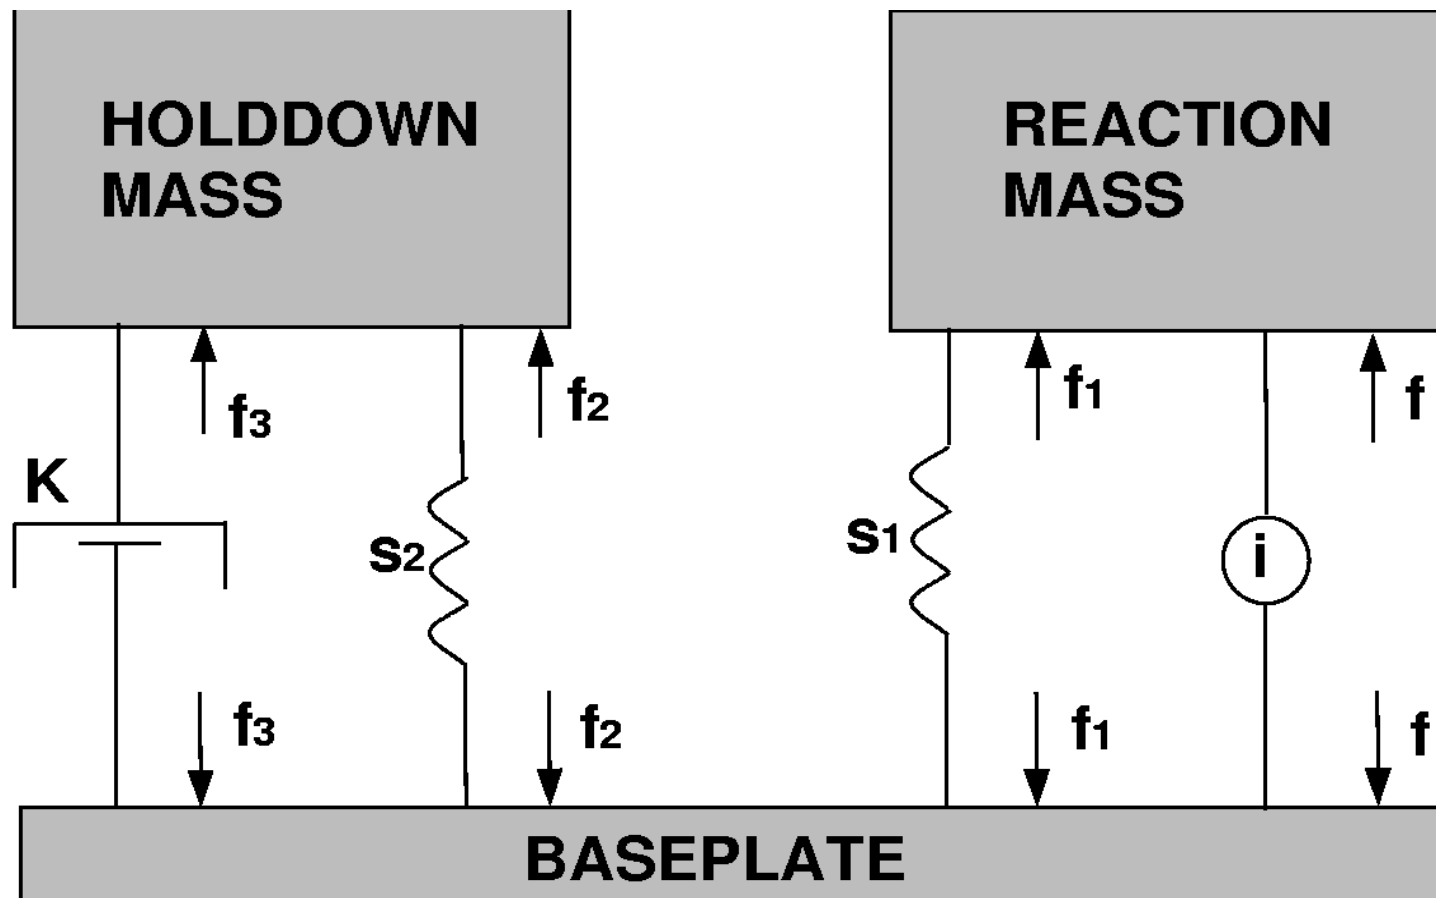 HOLDDOWN
MASS
REACTION
MASS
f3
f2
f1
f
K
s2
s1
i
f3
f2
f1
f
BASEPLATE